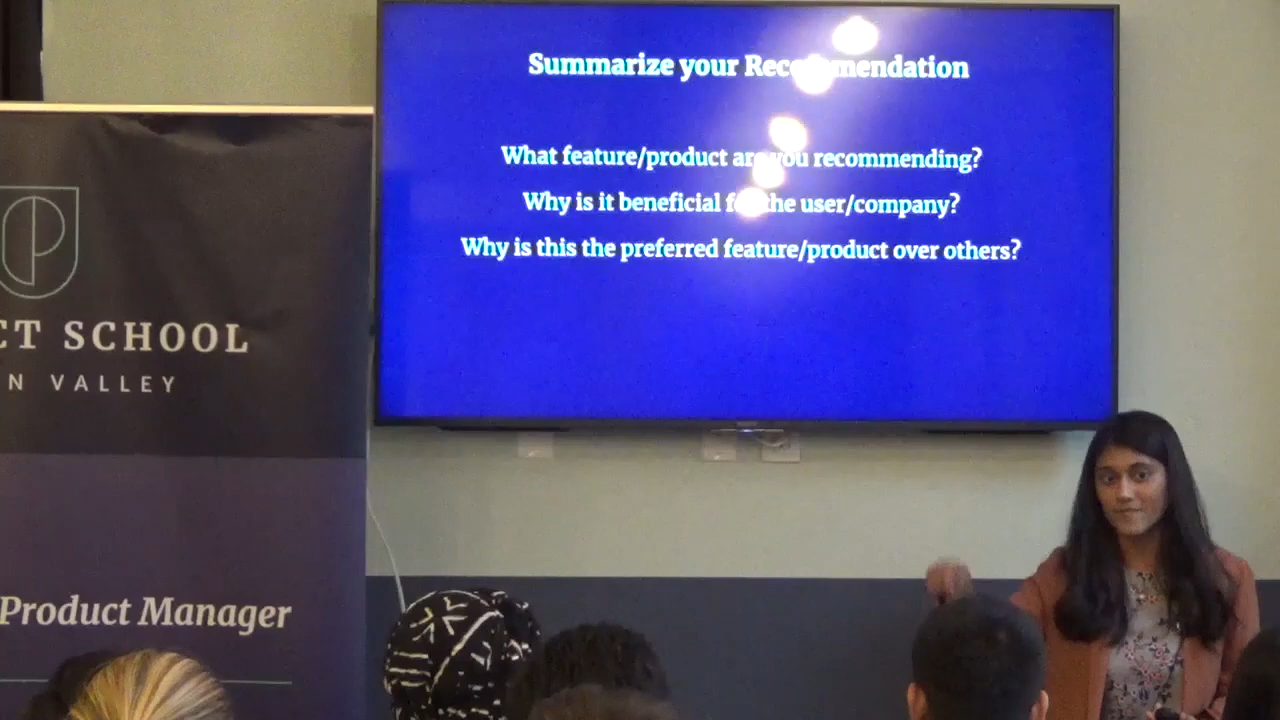 Summarize your Recommendation
What feature/product are you recommending?
Why is it beneficial for the user/company?
Why is this the preferred feature/product over others?
CT SCHOOL
N VALLEY
Product Manager